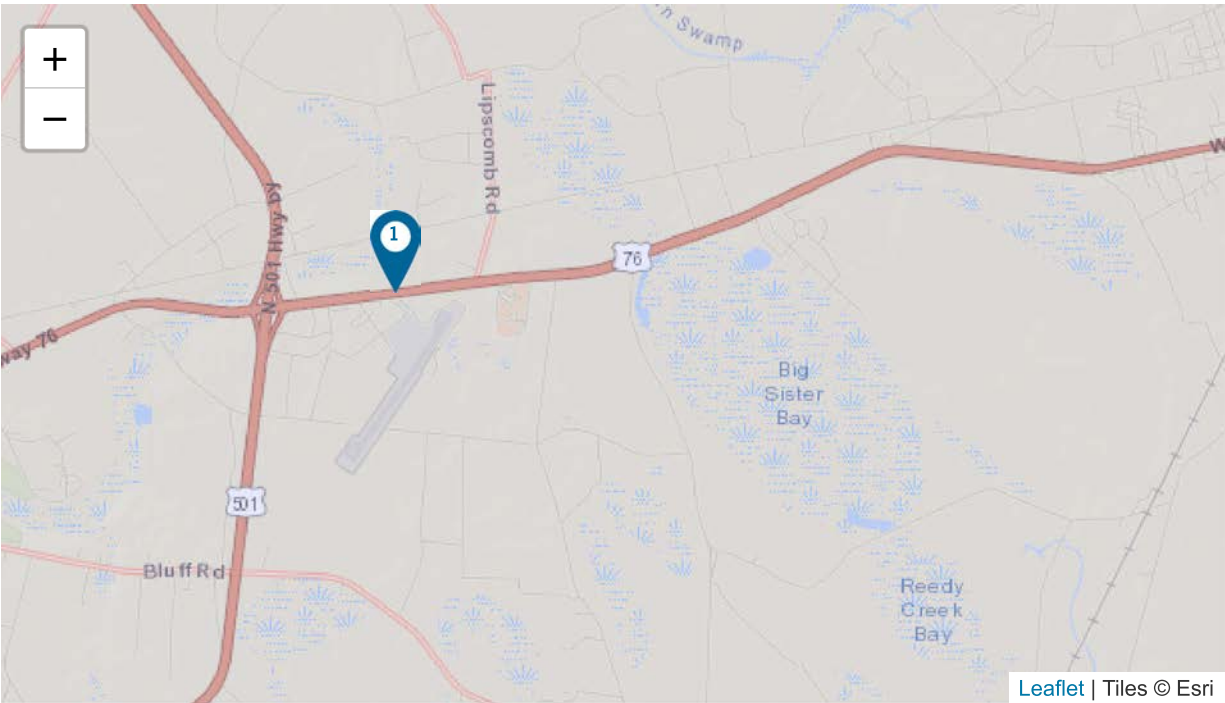 n Swamp
+
−
Lipscomb Rd
W
N 501 Hwy By
1
76
way 76
Big
Sister
Bay
501
Bluff Rd
Reedy
Creek
Bay
Leaflet | Tiles © Esri